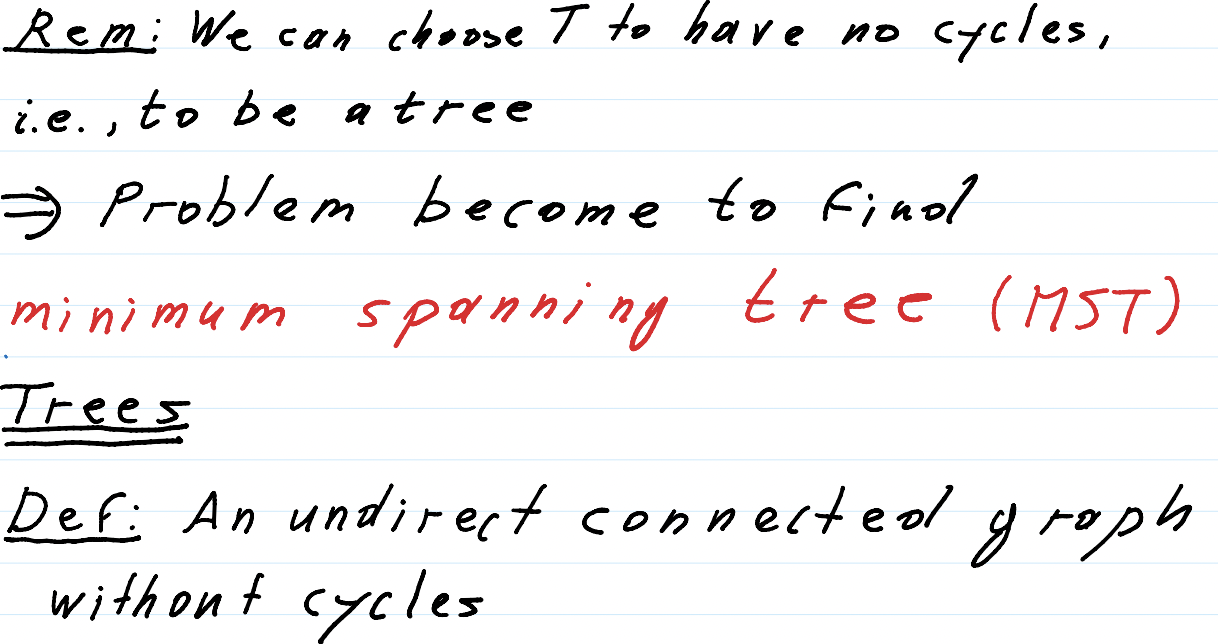 Rem: We can choose T to have no cycles,
i.e., to be a tree
⇒ Problem become to find
minimum spanning tree (MST)
Trees
Def: An undirect connected graph
without cycles